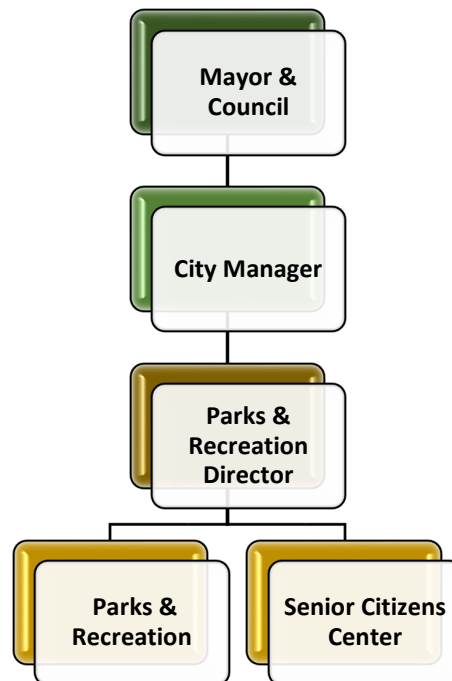 Mayor &
Council
City Manager
Parks &
Recreation
Director
Parks &
Recreation
Senior Citizens
Center